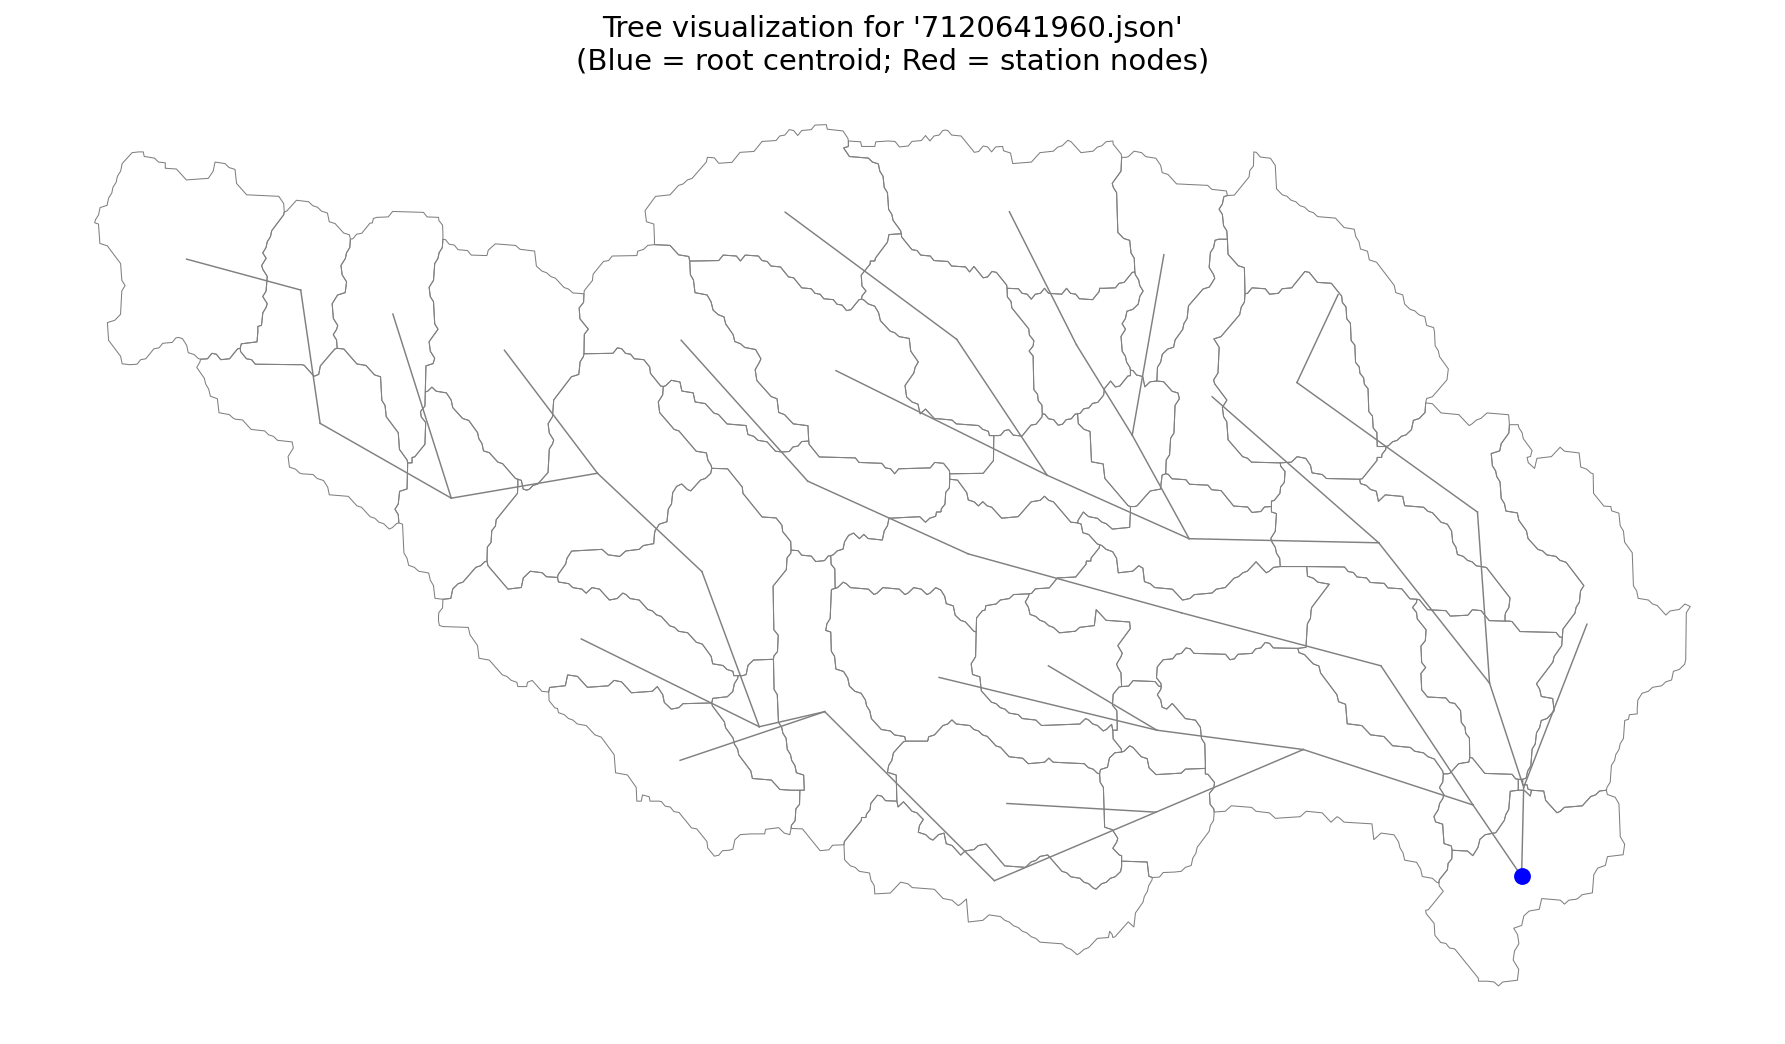 Tree visualization for '7120641960.json'
(Blue = root centroid; Red = station nodes)